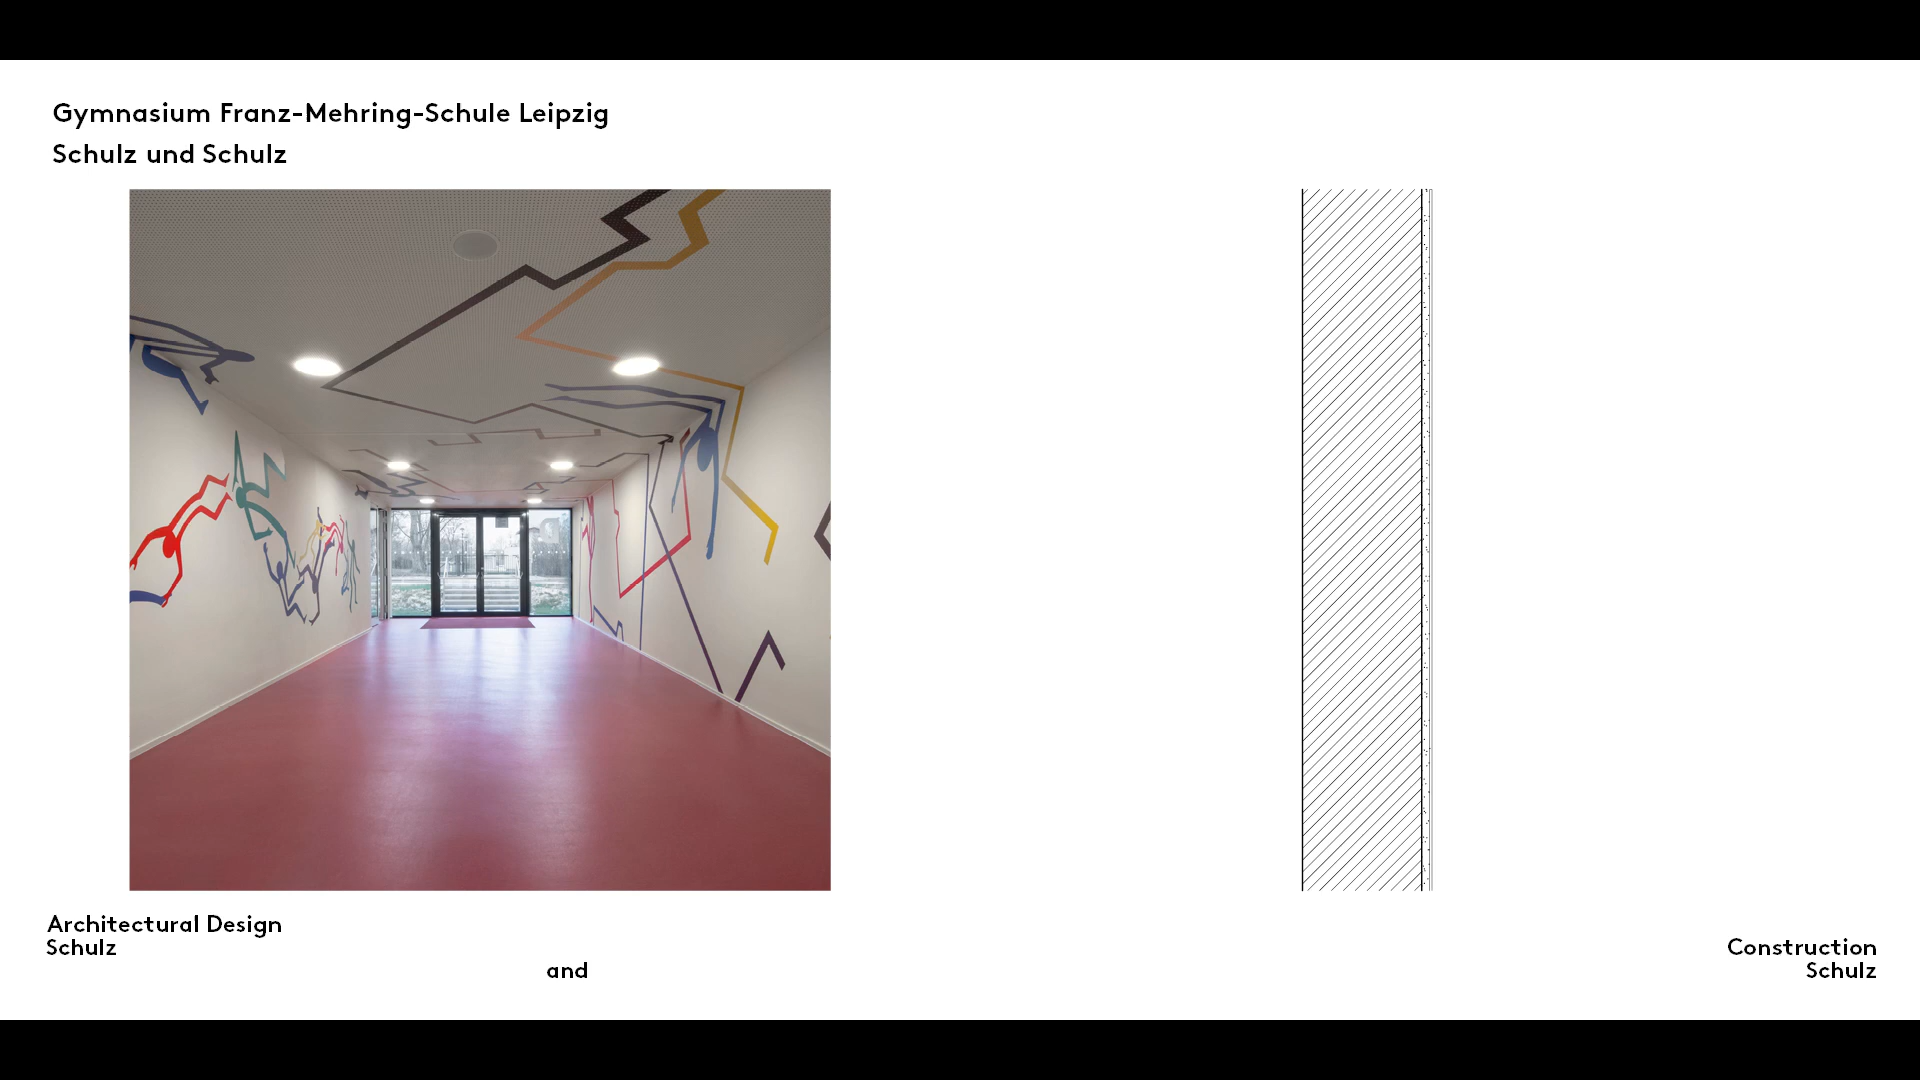 Gymnasium Franz-Mehring-Schule Leipzig
Schulz und Schulz
Architectural Design
Schulz
and
Construction
Schulz